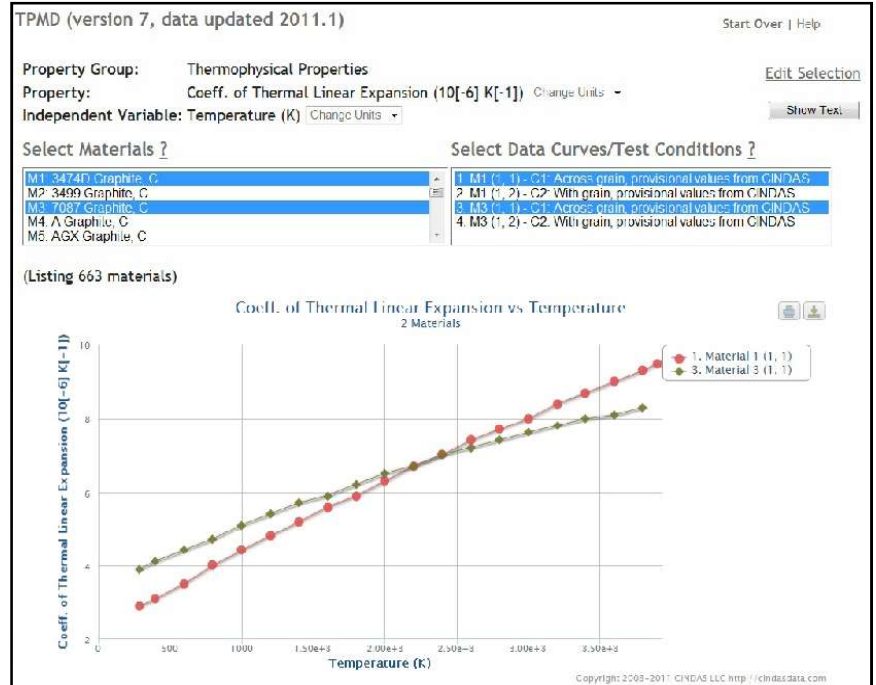 TPMD (version 7, data updated 2011.1)
Start Over | Help
Property Group: Thermophysical Properties
Edit Selection
Property: Coeff. of Thermal Linear Expansion (10[-6] K[-1]) Change Units
Independent Variable: Temperature (K) Change Units
Show Text
Select Materials ?
Select Data Curves/Test Conditions ?
M1: 3474D Graphite, C
M2: 3499 Graphite, C
M3: 7087 Graphite, C
M4: A Graphite, C
M5: AGX Graphite, C
1. M1 (1, 1) - C1: Across grain, provisional values from CINDAS
2. M1 (1, 2) - C2: With grain, provisional values from CINDAS
3. M3 (1, 1) - C1: Across grain, provisional values from CINDAS
4. M3 (1, 2) - C2: With grain, provisional values from CINDAS
(Listing 663 materials)
Coeff. of Thermal Linear Expansion vs Temperature
2 Materials
Coeff. of Thermal Linear Expansion (10[-6] K[-1])
10
8
6
4
2
1. Material 1 (1, 1)
3. Material 3 (1, 1)
0 500 1000 1.50e+3 2.00e+3 2.50e+3 3.00e+3 3.50e+3
Temperature (K)
Copyright 2003-2011 CINDAS LLC http://cindasdata.com